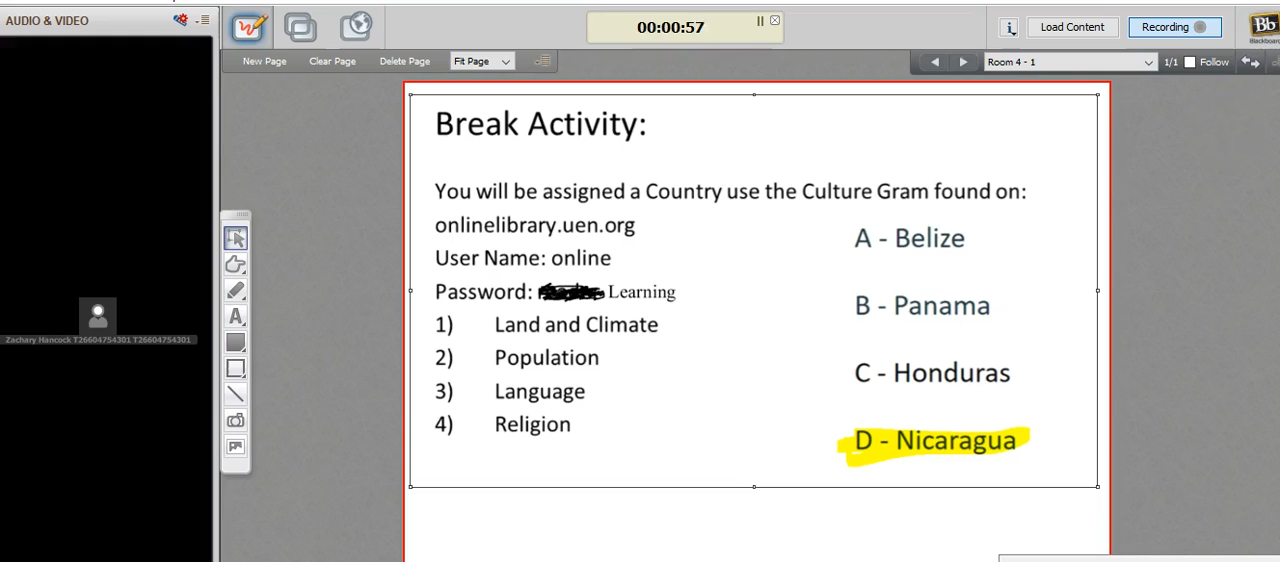 AUDIO & VIDEO
00:00:57
Load Content
Recording
Bb
Blackboard
New Page
Clear Page
Delete Page
Fit Page
Room 4 - 1
1/1
Follow
Break Activity:
You will be assigned a Country use the Culture Gram found on:
onlinelibrary.uen.org
A - Belize
User Name: online
Password: Learning
B - Panama
1) Land and Climate
2) Population
C - Honduras
3) Language
4) Religion
D - Nicaragua
Zachary Hancock T26604754301 T26604754301